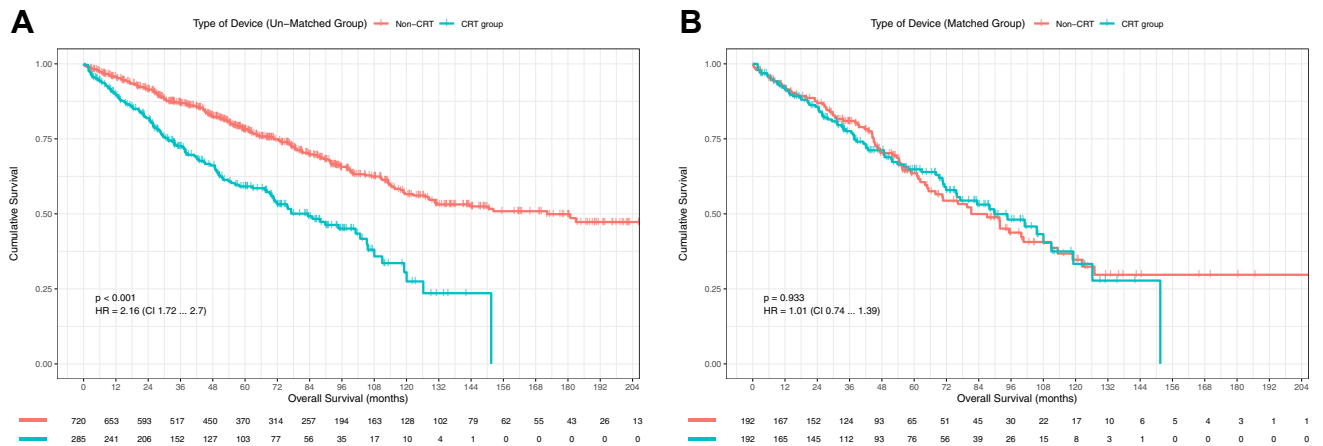 A
Type of Device (Un−Matched Group) Non−CRT CRT group
Cumulative Survival
1.00
0.75
0.50
0.25
0.00
p < 0.001
HR = 2.16 (CI 1.72 ... 2.7)
0 12 24 36 48 60 72 84 96 108 120 132 144 156 168 180 192 204
Overall Survival (months)
720 653 593 517 450 370 314 257 194 163 128 102 79 62 55 43 26 13
285 241 206 152 127 103 77 56 35 17 10 4 1 0 0 0 0 0
B
Type of Device (Matched Group) Non−CRT CRT group
Cumulative Survival
1.00
0.75
0.50
0.25
0.00
p = 0.933
HR = 1.01 (CI 0.74 ... 1.39)
0 12 24 36 48 60 72 84 96 108 120 132 144 156 168 180 192 204
Overall Survival (months)
192 167 152 124 93 65 51 45 30 22 17 10 6 5 4 3 1 1
192 165 145 112 93 76 56 39 26 15 8 3 1 0 0 0 0 0